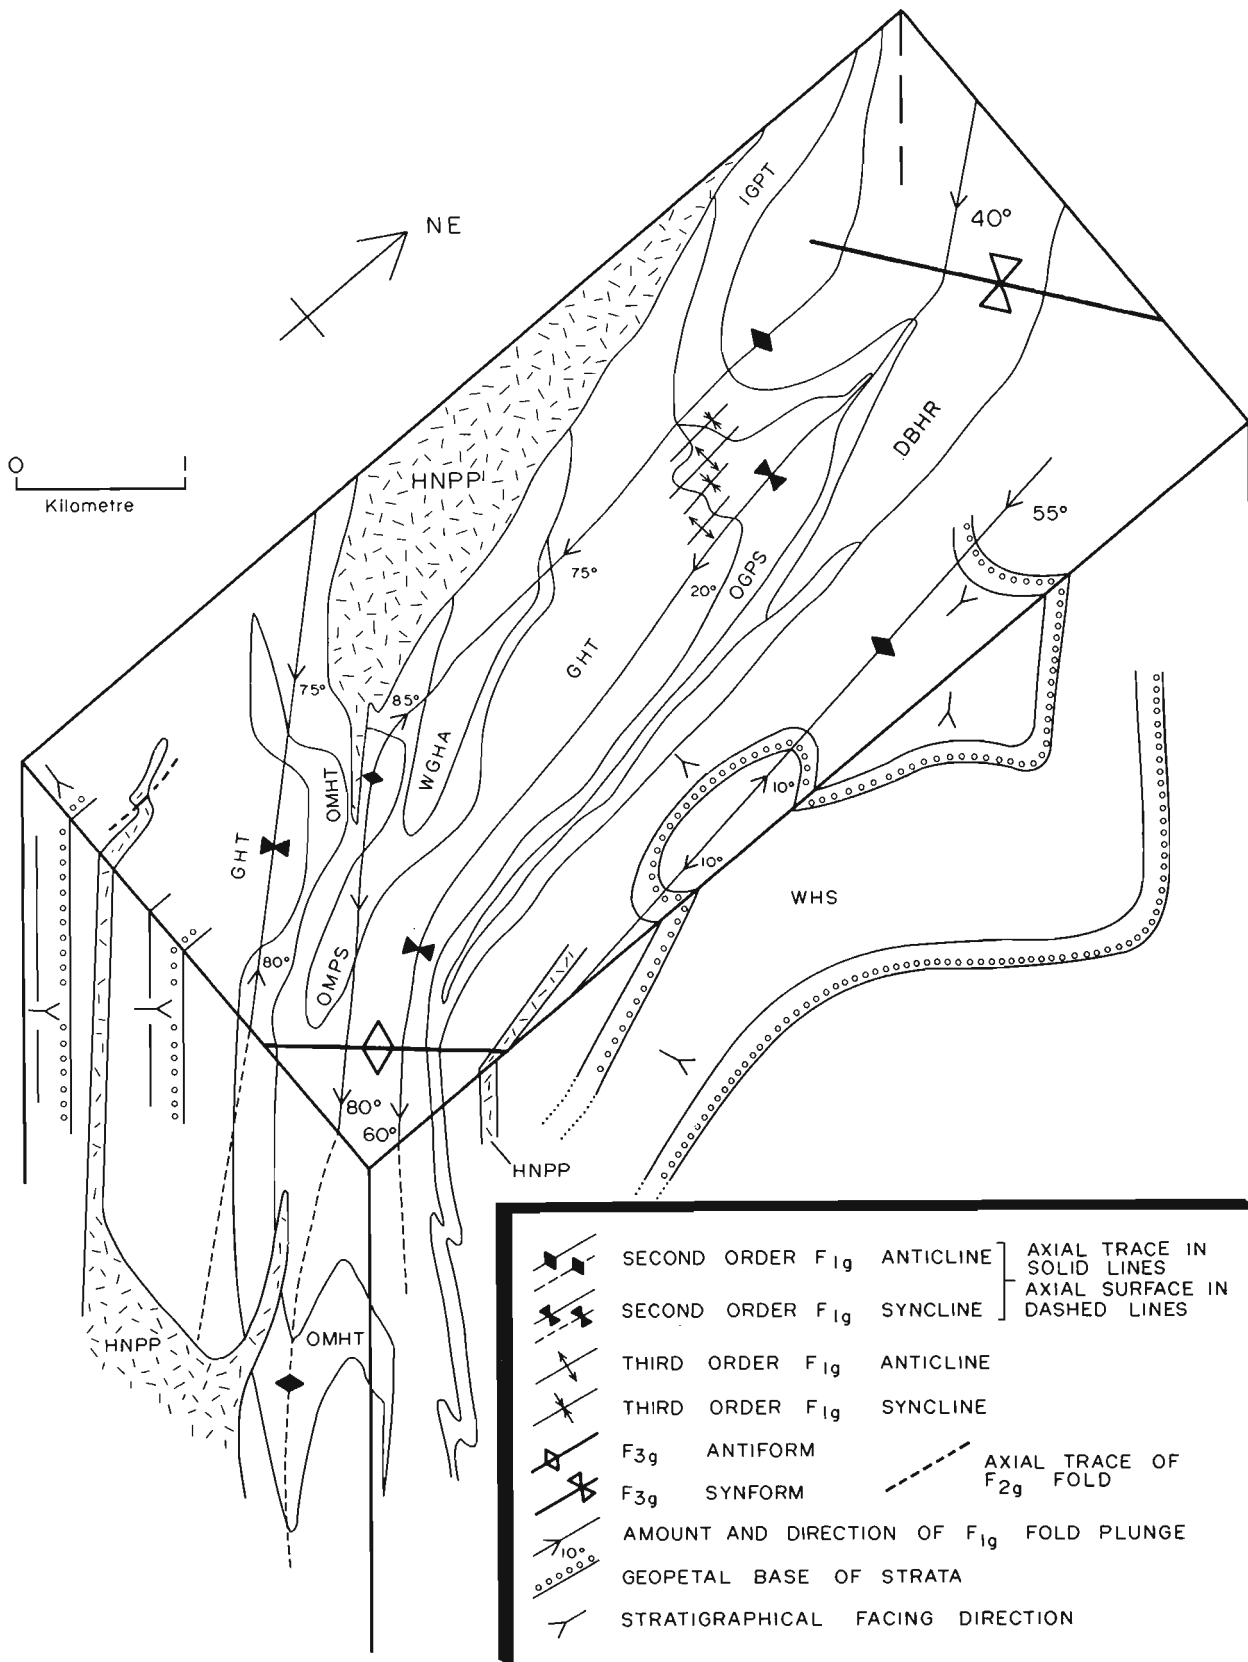 IGPT
NE
40°
O
1
Kilometre
HNPP
DBHR
55°
75°
20°
OGPS
GHT
75°
85°
WGHA
OMHT
10°
GHT
10°
WHS
80°
OMPS
80°
60°
HNPP
OMHT
HNPP
SECOND ORDER F1g ANTICLINE
SECOND ORDER F1g SYNCLINE
AXIAL TRACE IN
SOLID LINES
AXIAL SURFACE IN
DASHED LINES
THIRD ORDER F1g ANTICLINE
THIRD ORDER F1g SYNCLINE
F3g ANTIFORM
F3g SYNFORM
AXIAL TRACE OF
F2g FOLD
10°
AMOUNT AND DIRECTION OF F1g FOLD PLUNGE
GEOPETAL BASE OF STRATA
STRATIGRAPHICAL FACING DIRECTION